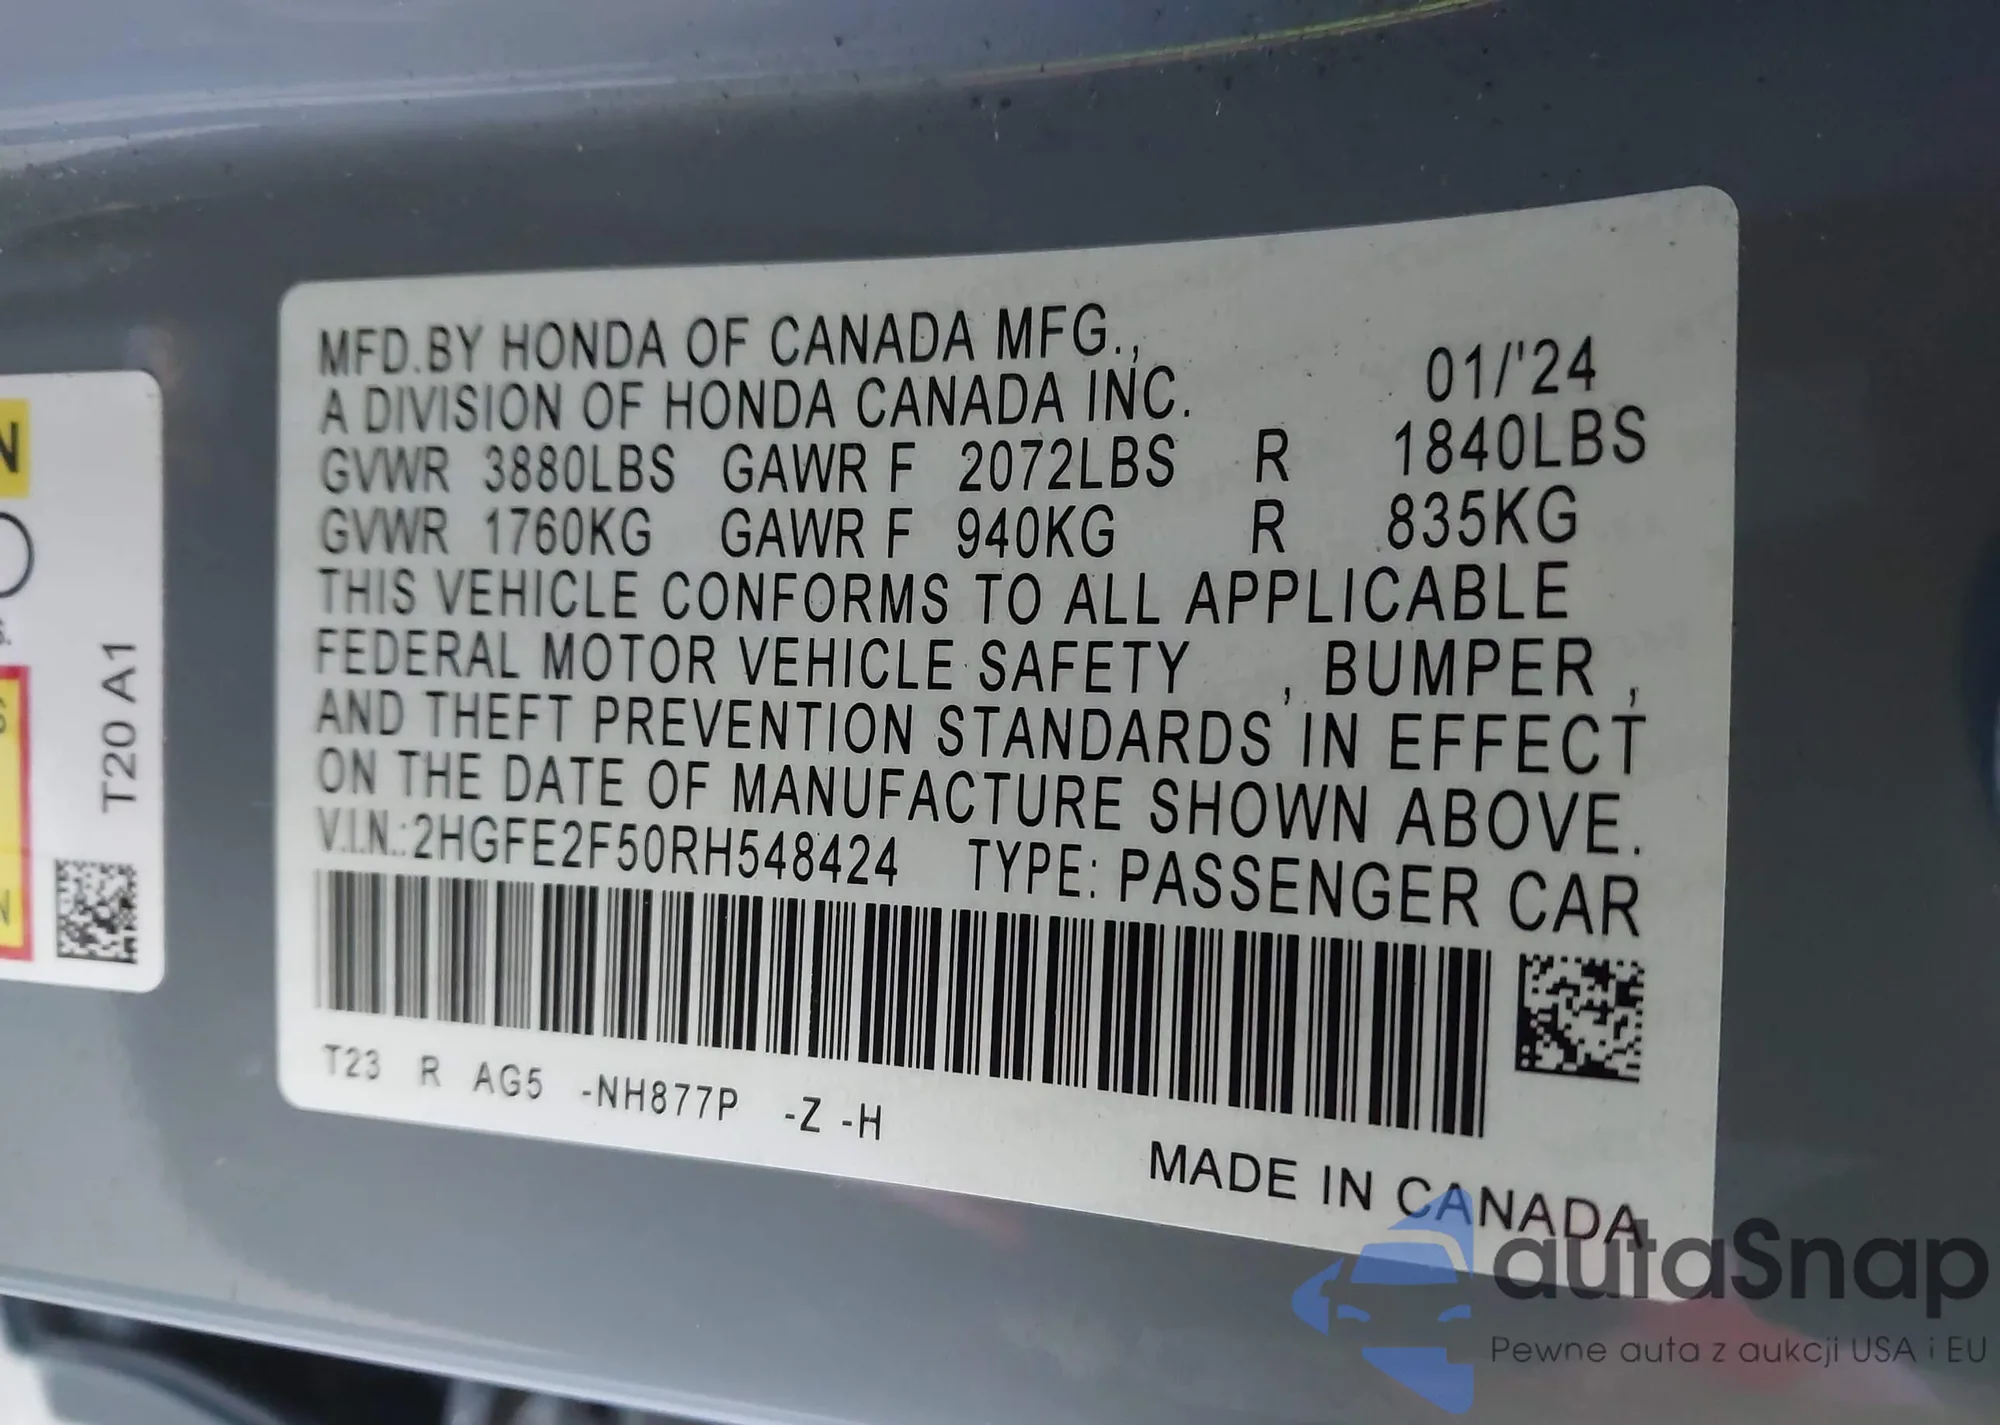 MFD.BY HONDA OF CANADA MFG.,
A DIVISION OF HONDA CANADA INC. 01/'24
GVWR 3880LBS GAWR F 2072LBS R 1840LBS
GVWR 1760KG GAWR F 940KG R 835KG
THIS VEHICLE CONFORMS TO ALL APPLICABLE
FEDERAL MOTOR VEHICLE SAFETY , BUMPER ,
AND THEFT PREVENTION STANDARDS IN EFFECT
ON THE DATE OF MANUFACTURE SHOWN ABOVE.
V.I.N.:2HGFE2F50RH548424 TYPE: PASSENGER CAR
T23 R AG5 -NH877P -Z -H
MADE IN CANADA
T20 A1
autaSnap
Pewne auta z aukcji USA i EU